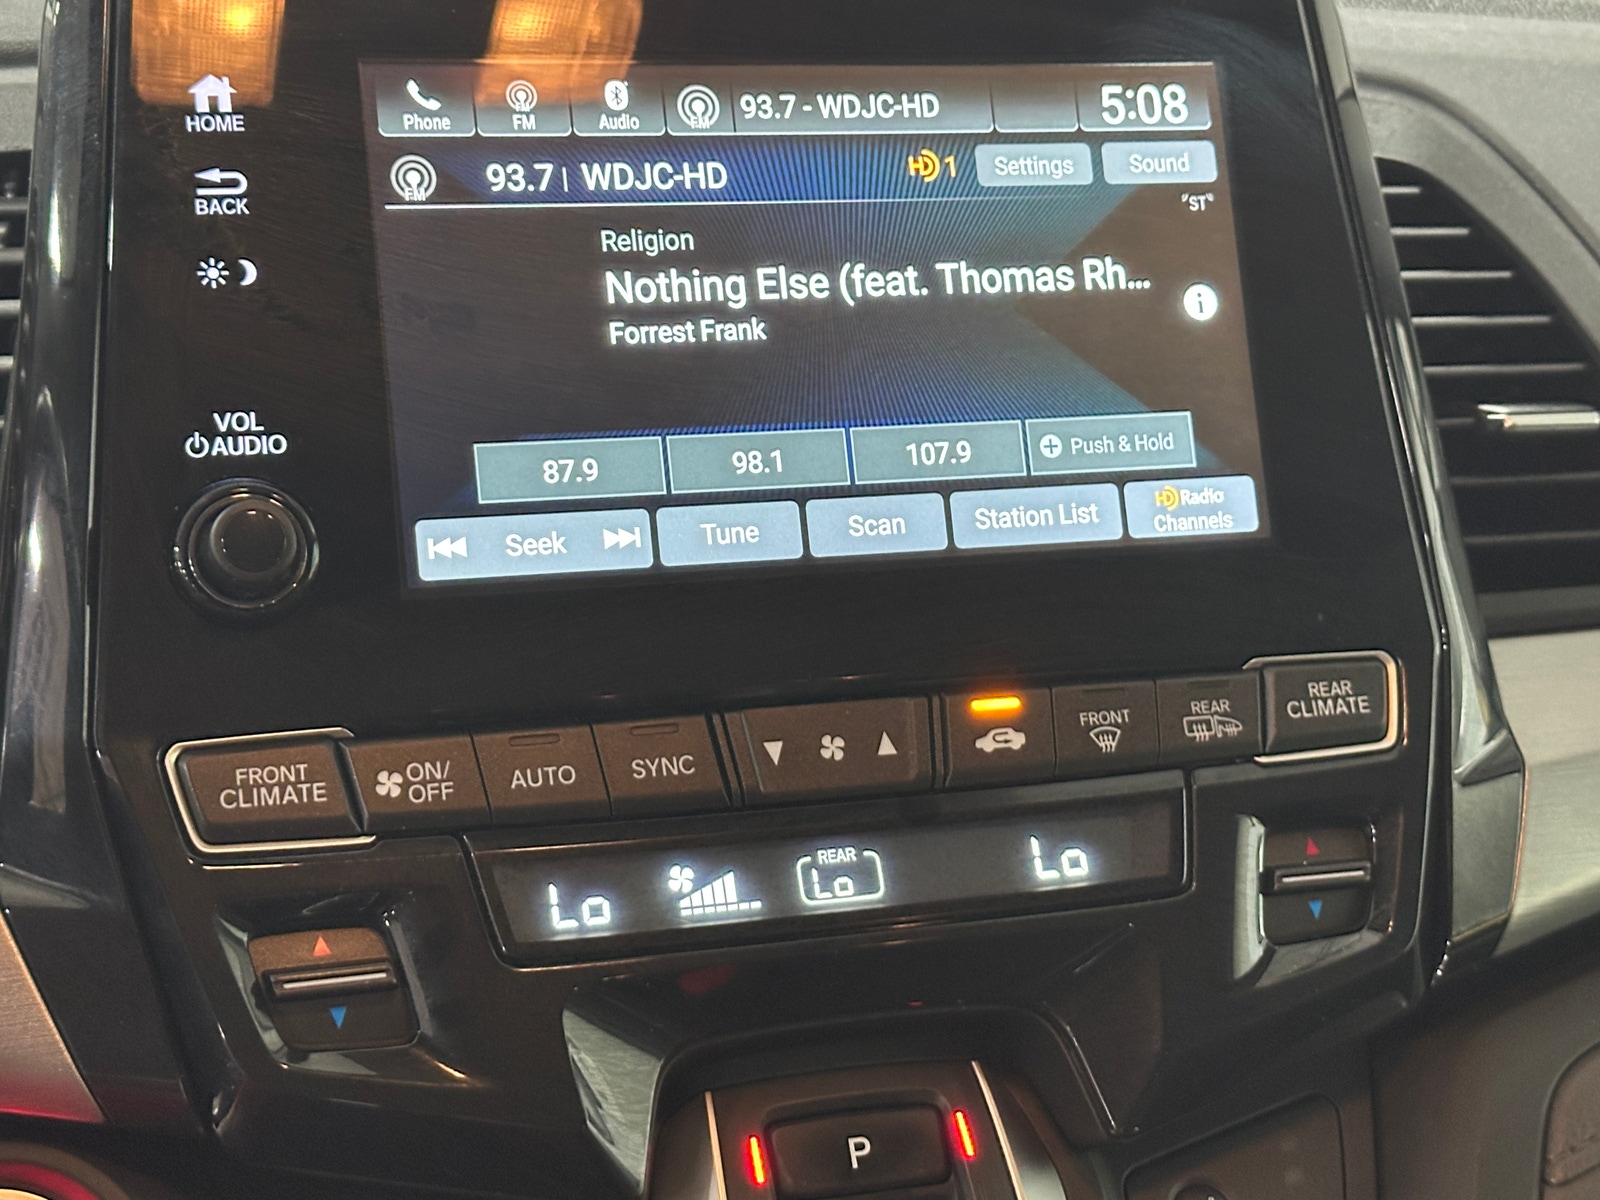 HOME
BACK
VOL
AUDIO
Phone
FM
Audio
FM
93.7 - WDJC-HD
5:08
FM
93.7 | WDJC-HD
HD 1
Settings
Sound
"ST"
Religion
Nothing Else (feat. Thomas Rh...
Forrest Frank
i
87.9
98.1
107.9
+ Push & Hold
Seek
Tune
Scan
Station List
HD Radio
Channels
FRONT
CLIMATE
ON/
OFF
AUTO
SYNC
FRONT
REAR
REAR
CLIMATE
Lo
REAR
Lo
Lo
P